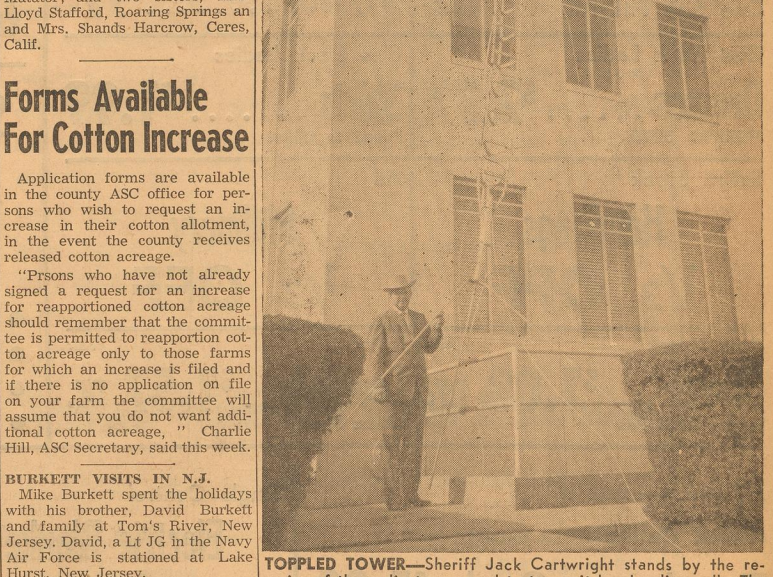 Lloyd Stafford, Roaring Springs an
and Mrs. Shands Harcrow, Ceres,
Calif.
Forms Available
For Cotton Increase
Application forms are available
in the county ASC office for per-
sons who wish to request an in-
crease in their cotton allotment,
in the event the county receives
released cotton acreage.
"Prsons who have not already
signed a request for an increase
for reapportioned cotton acreage
should remember that the commit-
tee is permitted to reapportion cot-
ton acreage only to those farms
for which an increase is filed and
if there is no application on file
on your farm the committee will
assume that you do not want addi-
tional cotton acreage, " Charlie
Hill, ASC Secretary, said this week.
BURKETT VISITS IN N.J.
Mike Burkett spent the holidays
with his brother, David Burkett
and family at Tom's River, New
Jersey. David, a Lt JG in the Navy
Air Force is stationed at Lake
Hurst, New Jersey.
TOPPLED TOWER—Sheriff Jack Cartwright stands by the re-